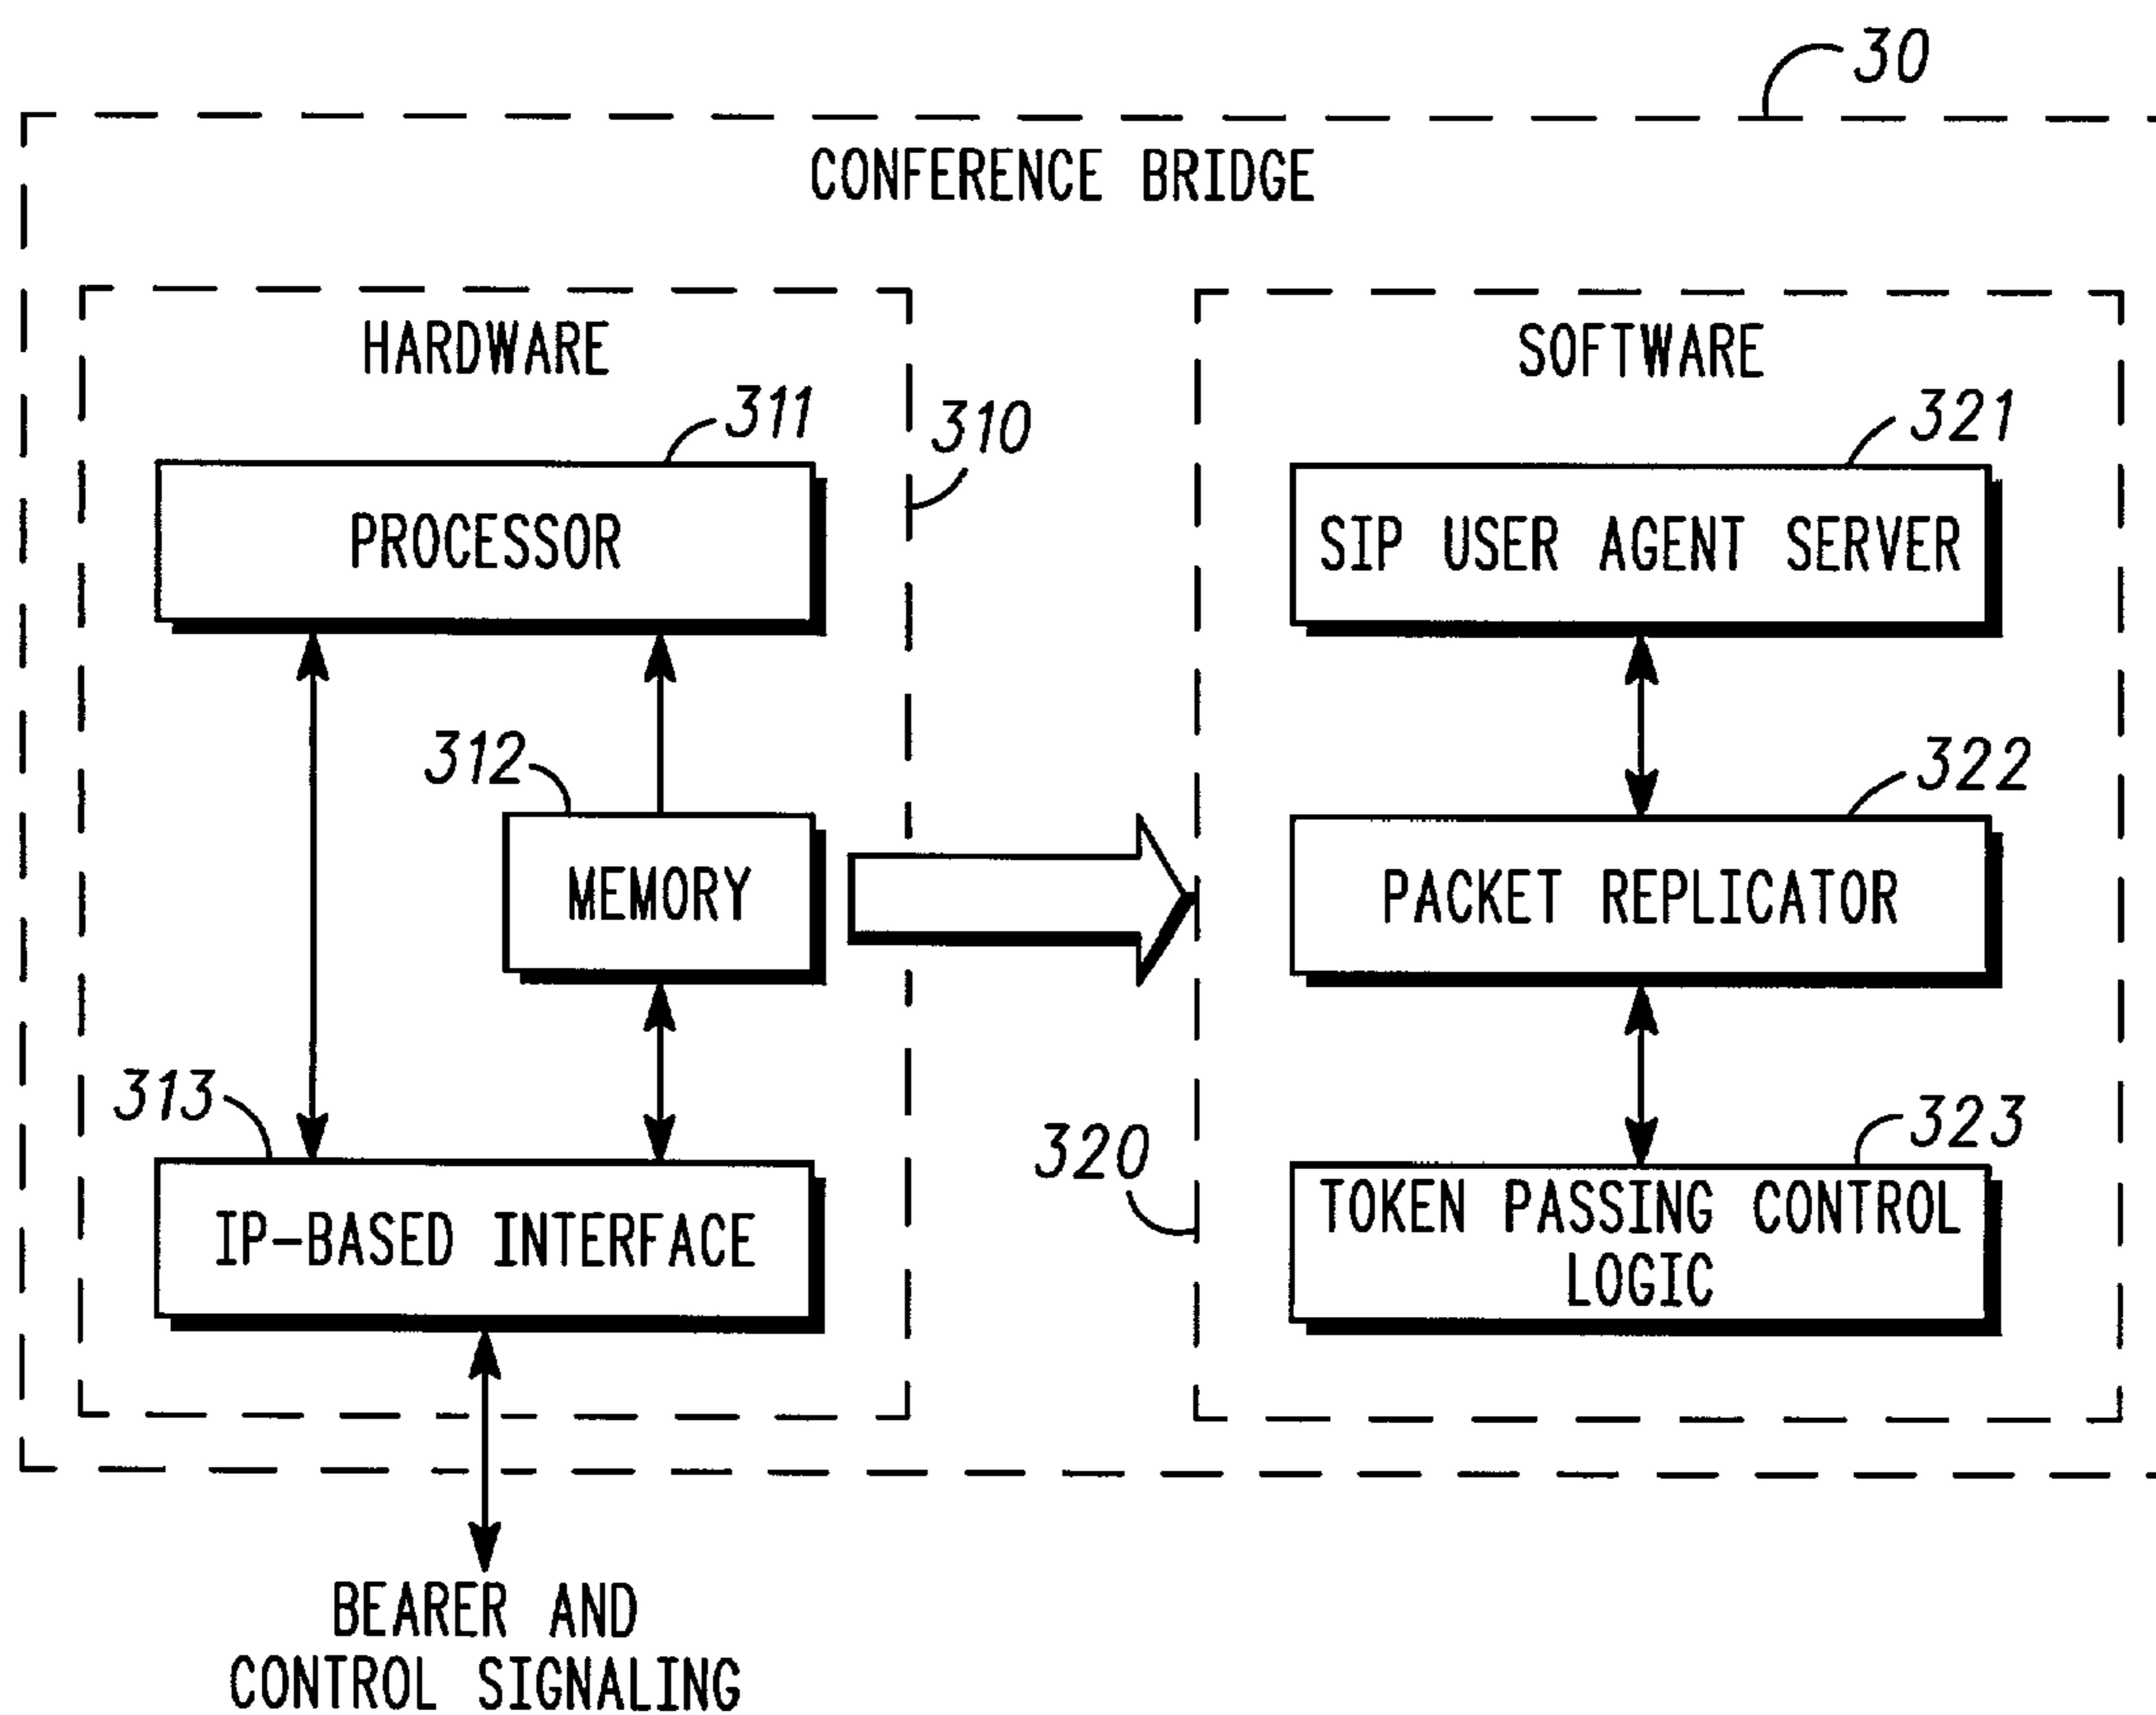 30
CONFERENCE BRIDGE
HARDWARE
311
310
PROCESSOR
312
MEMORY
313
IP-BASED INTERFACE
BEARER AND
CONTROL SIGNALING
SOFTWARE
321
SIP USER AGENT SERVER
322
PACKET REPLICATOR
320
323
TOKEN PASSING CONTROL
LOGIC